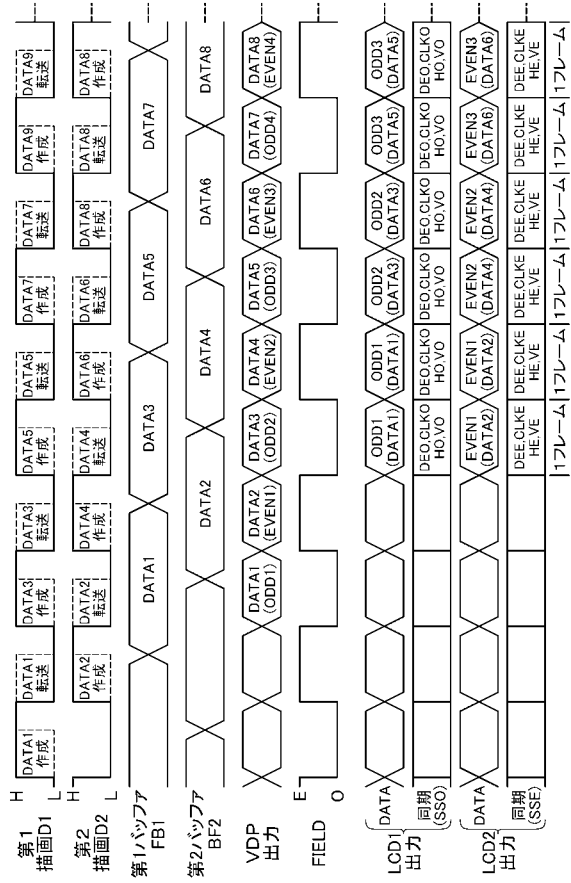 第1
描画D1
H
L
DATA1
作成
DATA1
転送
DATA3
作成
DATA3
転送
DATA5
作成
DATA5
転送
DATA7
作成
DATA7
転送
DATA9
作成
DATA9
転送
第2
描画D2
H
L
DATA2
作成
DATA2
転送
DATA4
作成
DATA4
転送
DATA6
作成
DATA6
転送
DATA8
作成
DATA8
転送
DATA8
作成
第1バッファ
FB1
DATA1
DATA3
DATA5
DATA7
第2バッファ
BF2
DATA2
DATA4
DATA6
DATA8
VDP
出力
DATA1
(ODD1)
DATA2
(EVEN1)
DATA3
(ODD2)
DATA4
(EVEN2)
DATA5
(ODD3)
DATA6
(EVEN3)
DATA7
(ODD4)
DATA8
(EVEN4)
FIELD
E
O
LCD1
出力
DATA
ODD1
(DATA1)
ODD1
(DATA1)
ODD2
(DATA3)
ODD2
(DATA3)
ODD3
(DATA5)
ODD3
(DATA5)
同期
(SSO)
DEO,CLKO
HO,VO
DEO,CLKO
HO,VO
DEO,CLKO
HO,VO
DEO,CLKO
HO,VO
DEO,CLKO
HO,VO
DEO,CLKO
HO,VO
LCD2
出力
DATA
EVEN1
(DATA2)
EVEN1
(DATA2)
EVEN2
(DATA4)
EVEN2
(DATA4)
EVEN3
(DATA6)
EVEN3
(DATA6)
同期
(SSE)
DEE,CLKE
HE,VE
DEE,CLKE
HE,VE
DEE,CLKE
HE,VE
DEE,CLKE
HE,VE
DEE,CLKE
HE,VE
DEE,CLKE
HE,VE
1フレーム
1フレーム
1フレーム
1フレーム
1フレーム
1フレーム